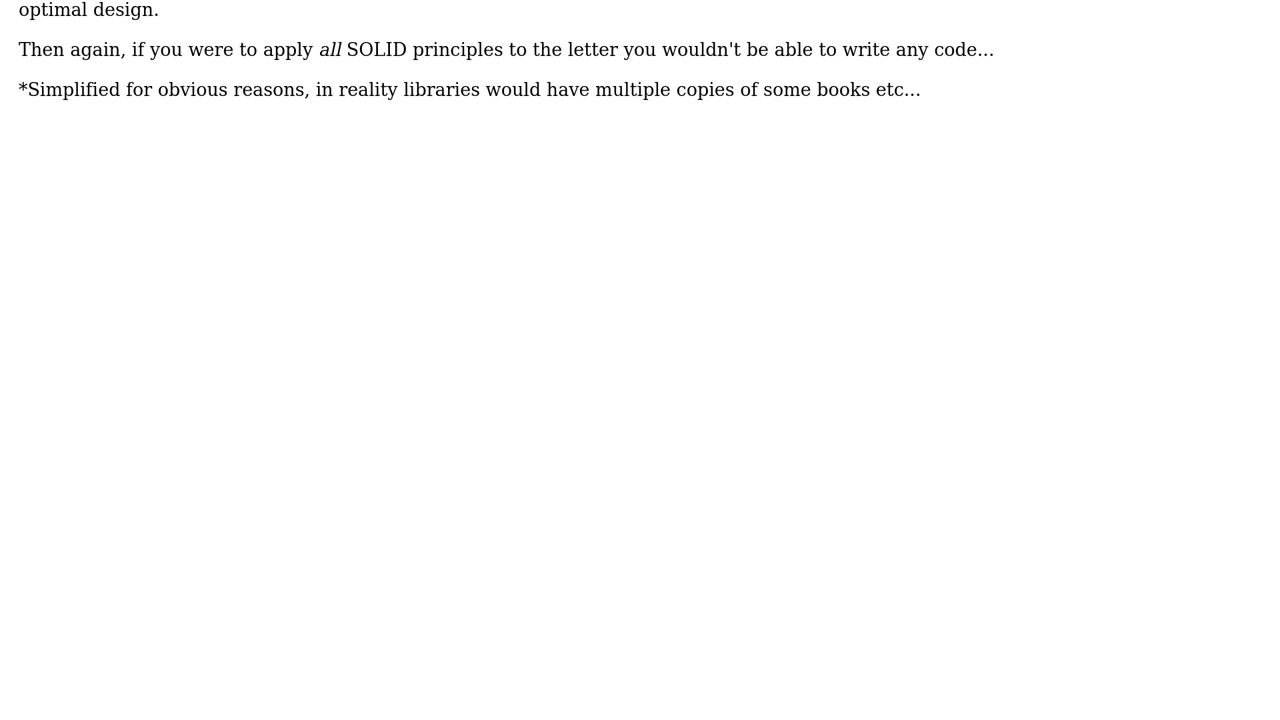 optimal design.
Then again, if you were to apply all SOLID principles to the letter you wouldn't be able to write any code...
*Simplified for obvious reasons, in reality libraries would have multiple copies of some books etc...